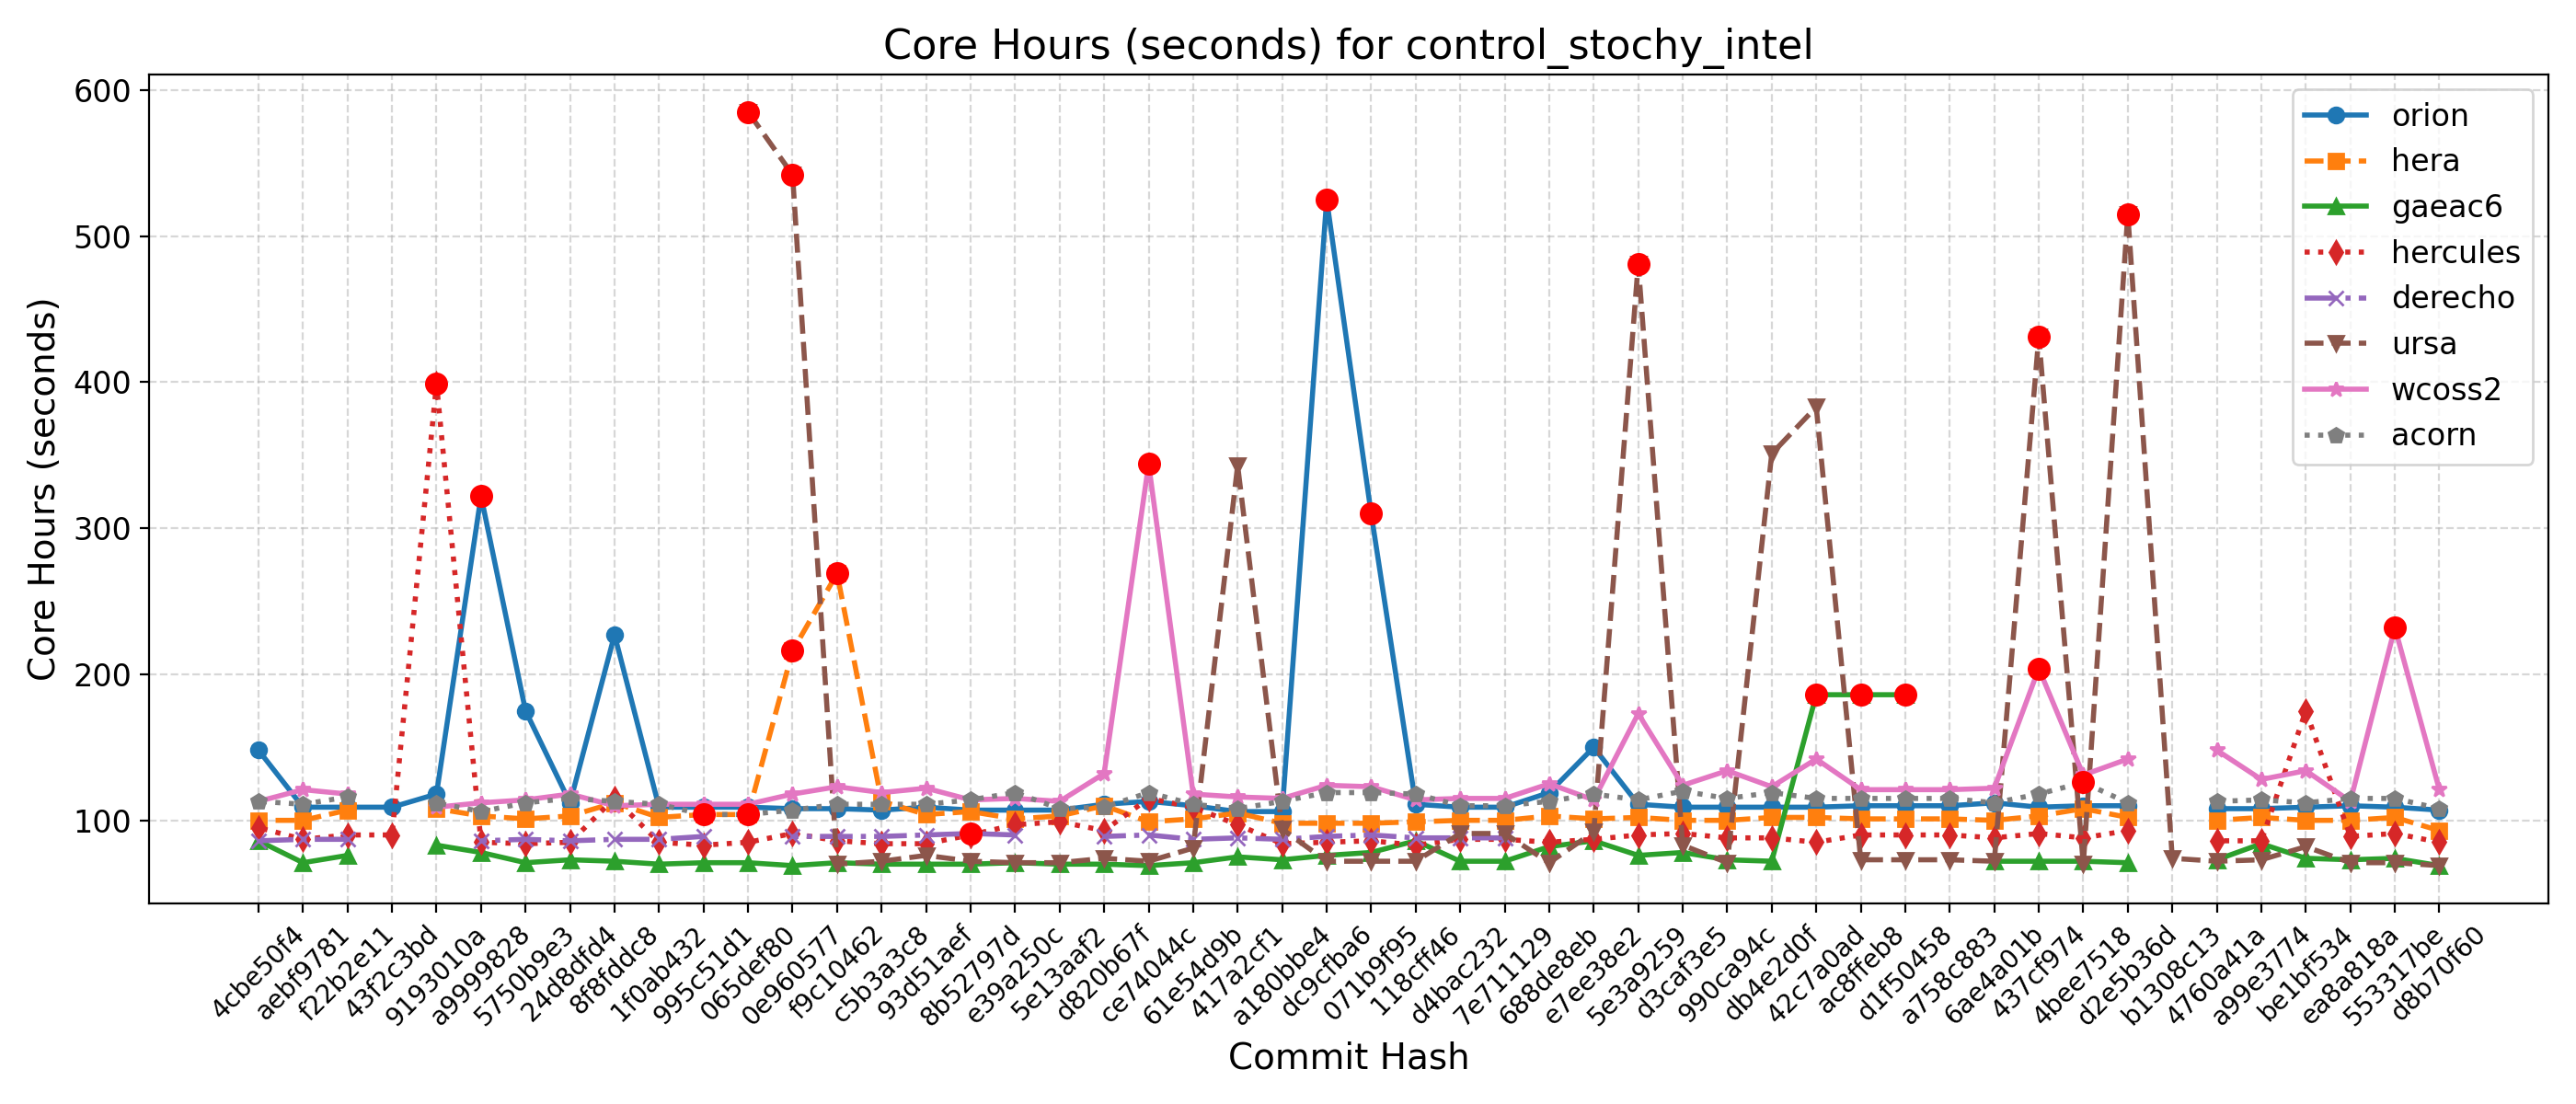 Core Hours (seconds) for control_stochy_intel
Core Hours (seconds)
600
500
400
300
200
100
orion
hera
gaeac6
hercules
derecho
ursa
wcoss2
acorn
4cbe50f4
aebf9781
f22b2e11
43f2c3bd
9193010a
a9999828
5750b9e3
24d8dfd4
8f8fddc8
1f0ab432
995c51d1
065def80
0e960577
f9c10462
c5b3a3c8
93d51aef
8b52797d
e39a250c
5e13aaf2
d820b67f
ce74044c
61e54d9b
417a2cf1
a180bbe4
dc9cfba6
071b9f95
118cff46
d4bac232
7e711129
688de8eb
e7ee38e2
5e3a9259
d3caf3e5
990ca94c
db4e2d0f
42c7a0ad
ac8ffeb8
d1f50458
a758c883
6ae4a01b
437cf974
4bee7518
d2e5b36d
b1308c13
4760a41a
a99e3774
be1bf534
ea8a818a
553317be
d8b70f60
Commit Hash